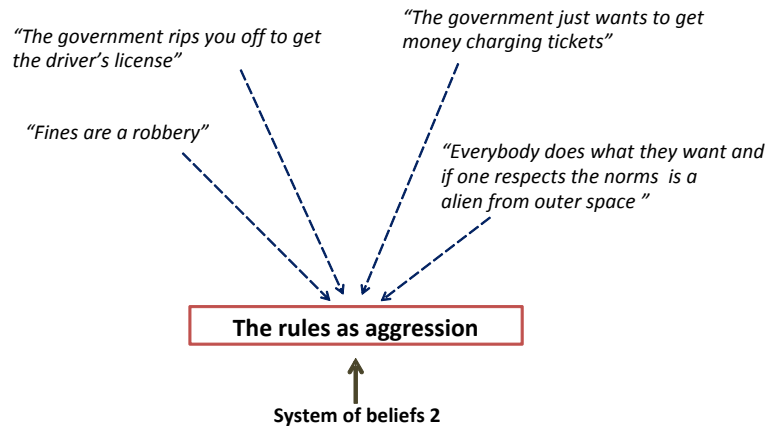 “The government rips you off to get
the driver’s license”
“The government just wants to get
money charging tickets”
“Fines are a robbery”
“Everybody does what they want and
if one respects the norms  is a
alien from outer space ”
The rules as aggression
System of beliefs 2